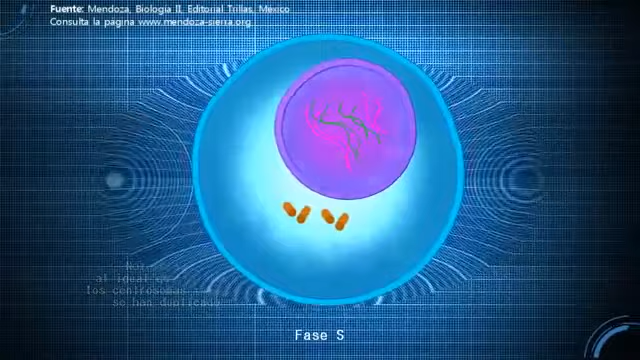 Fuente: Mendoza, Biología II, Editorial Trillas, México
Consulta la página www.mendoza-sierra.org
al igual
los centrosomas
se han duplicado
Fase S